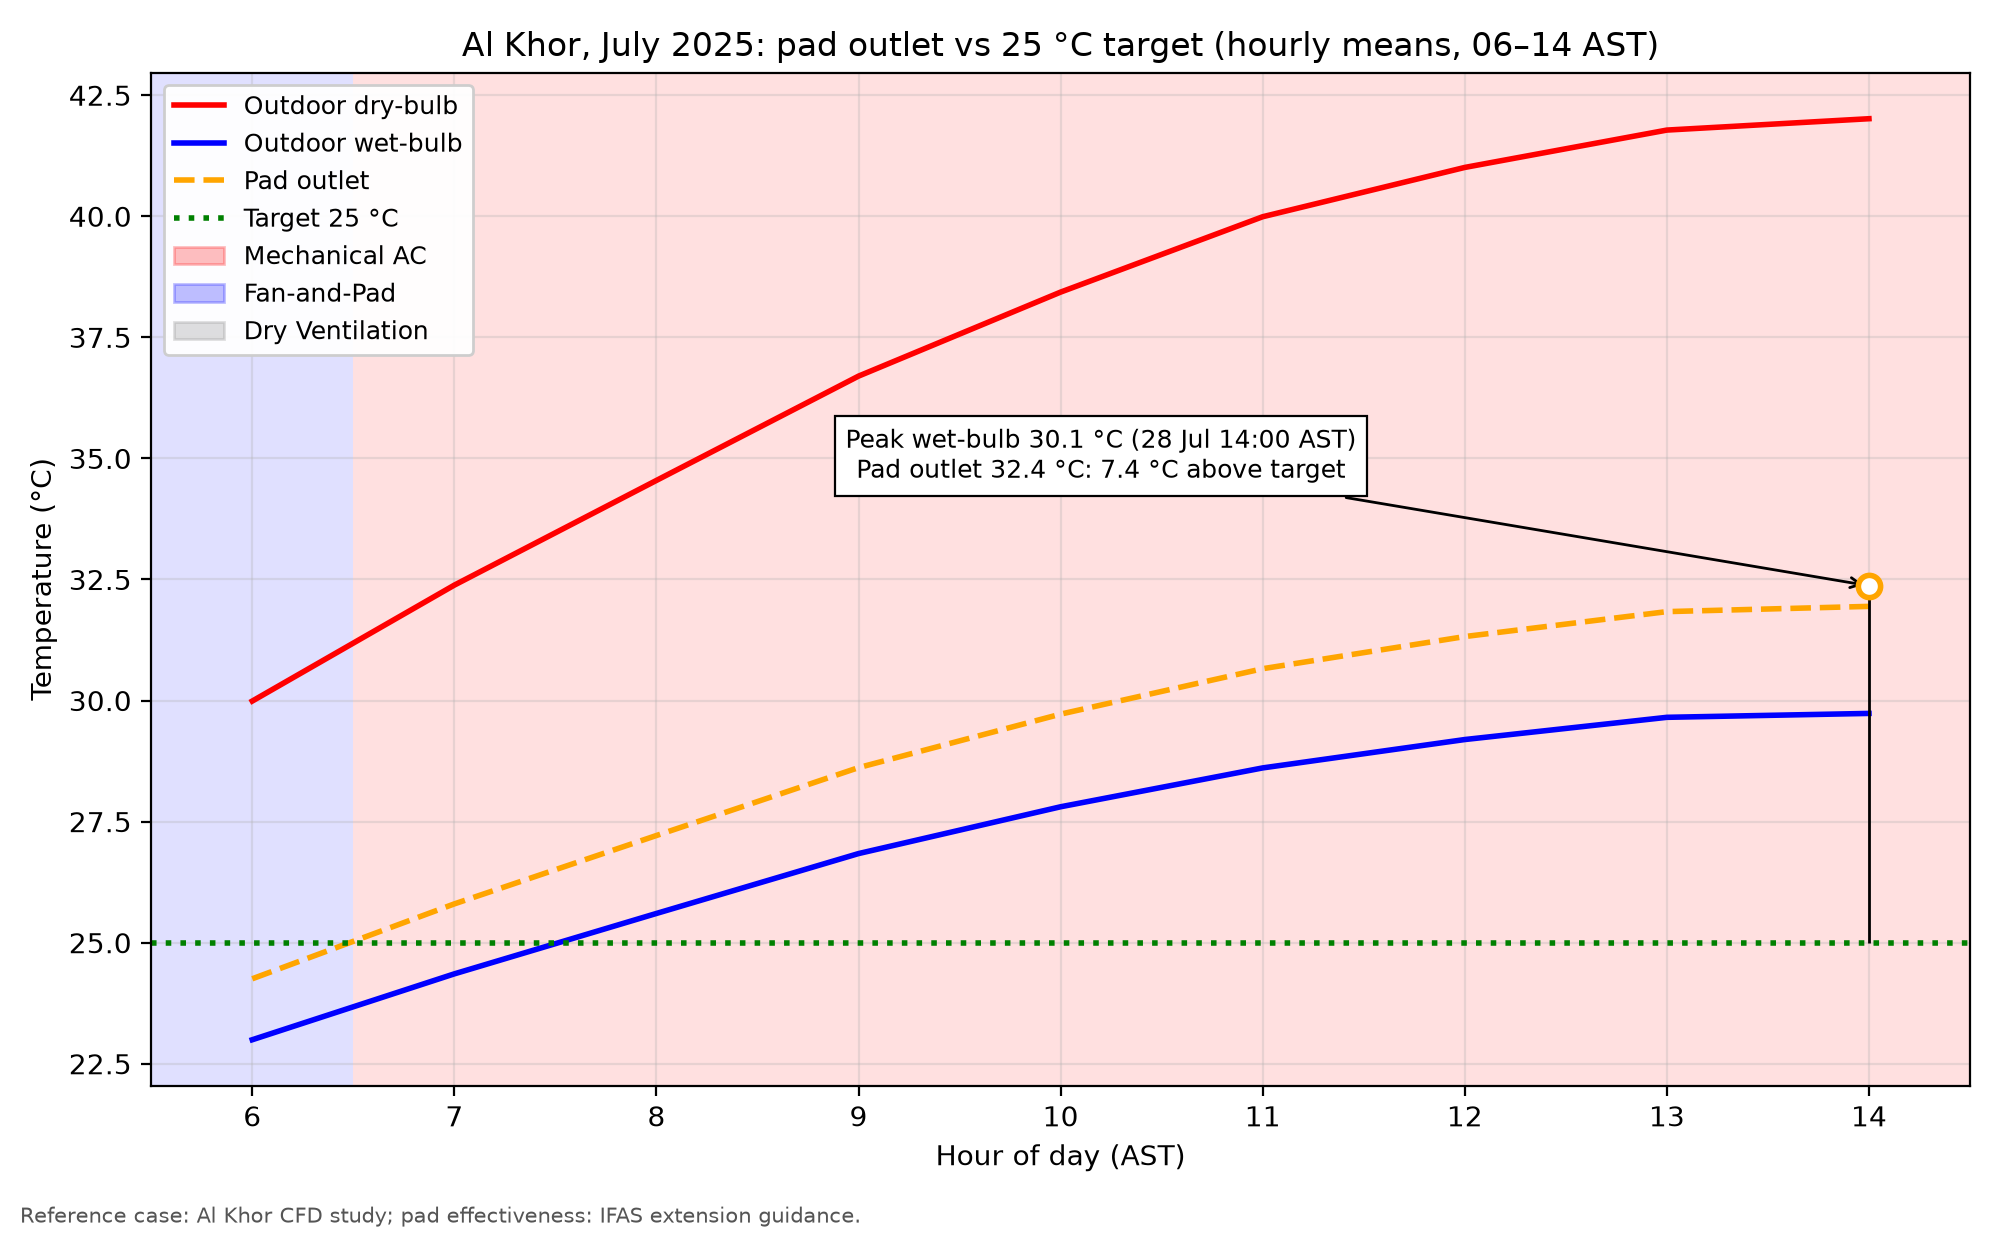 Al Khor, July 2025: pad outlet vs 25 °C target (hourly means, 06–14 AST)
Temperature (°C)
42.5
40.0
37.5
35.0
32.5
30.0
27.5
25.0
22.5
Outdoor dry-bulb
Outdoor wet-bulb
Pad outlet
Target 25 °C
Mechanical AC
Fan-and-Pad
Dry Ventilation
Peak wet-bulb 30.1 °C (28 Jul 14:00 AST)
Pad outlet 32.4 °C: 7.4 °C above target
6 7 8 9 10 11 12 13 14
Hour of day (AST)
Reference case: Al Khor CFD study; pad effectiveness: IFAS extension guidance.